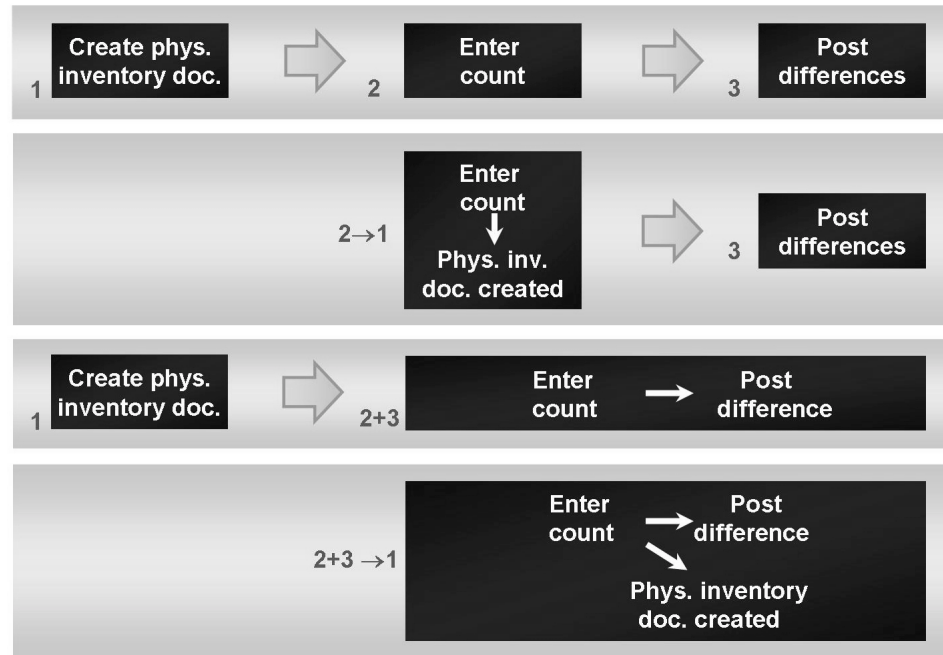 Create phys.
inventory doc.
1
Enter
count
2
Post
differences
3
Enter
count
Phys. inv.
doc. created
2→1
Post
differences
3
Create phys.
inventory doc.
1
Enter
count
Post
difference
2+3
Enter
count
Post
difference
Phys. inventory
doc. created
2+3 →1